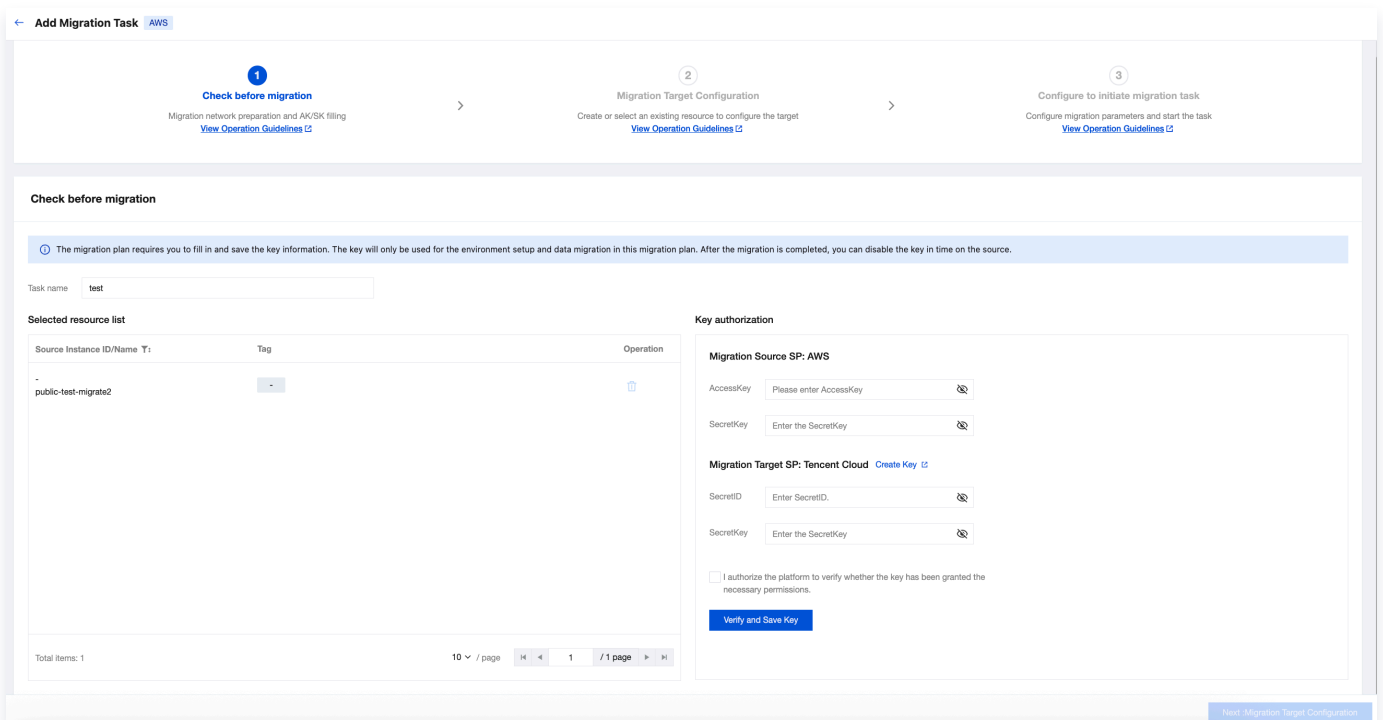 ← Add Migration Task AWS
1
Check before migration
Migration network preparation and AK/SK filling
View Operation Guidelines
>
2
Migration Target Configuration
Create or select an existing resource to configure the target
View Operation Guidelines
>
3
Configure to initiate migration task
Configure migration parameters and start the task
View Operation Guidelines
Check before migration
The migration plan requires you to fill in and save the key information. The key will only be used for the environment setup and data migration in this migration plan. After the migration is completed, you can disable the key in time on the source.
Task name test
Selected resource list
Source Instance ID/Name Tag Operation
-
public-test-migrate2
-
Total items: 1 10 / page 1 / 1 page
Key authorization
Migration Source SP: AWS
AccessKey Please enter AccessKey
SecretKey Enter the SecretKey
Migration Target SP: Tencent Cloud Create Key
SecretID Enter SecretID.
SecretKey Enter the SecretKey
I authorize the platform to verify whether the key has been granted the
necessary permissions.
Verify and Save Key
Next :Migration Target Configuration